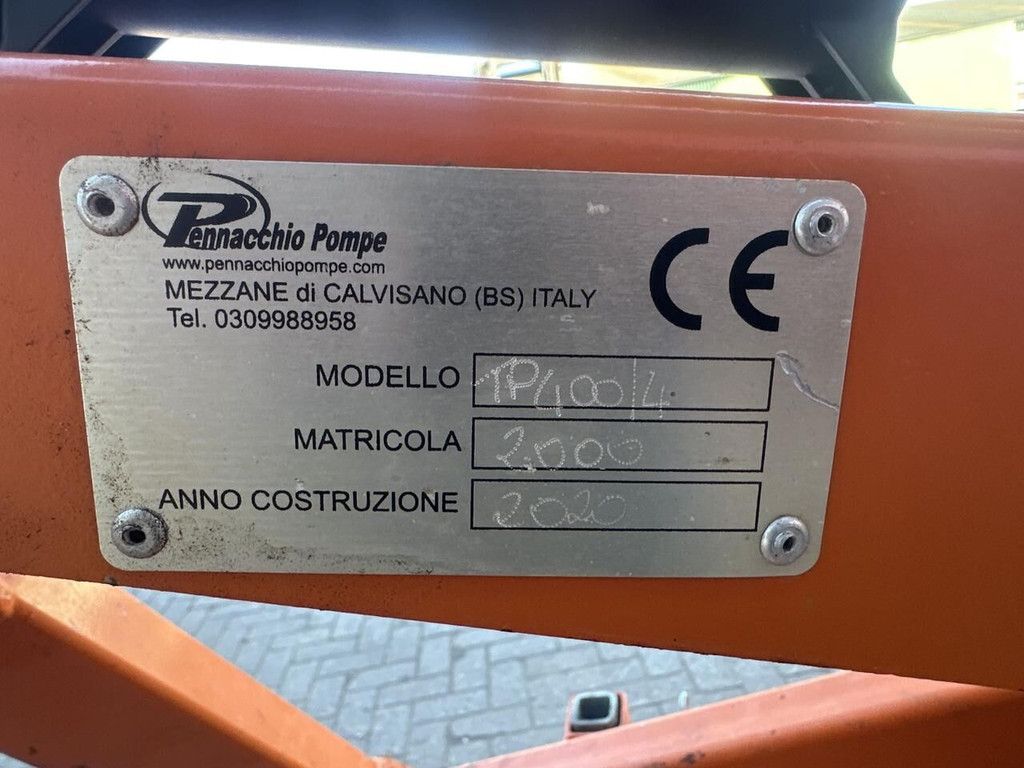 Pennacchio Pompe
www.pennacchiopompe.com
MEZZANE di CALVISANO (BS) ITALY
Tel. 0309988958
CE
MODELLO TP400/4
MATRICOLA 2000
ANNO COSTRUZIONE 2020